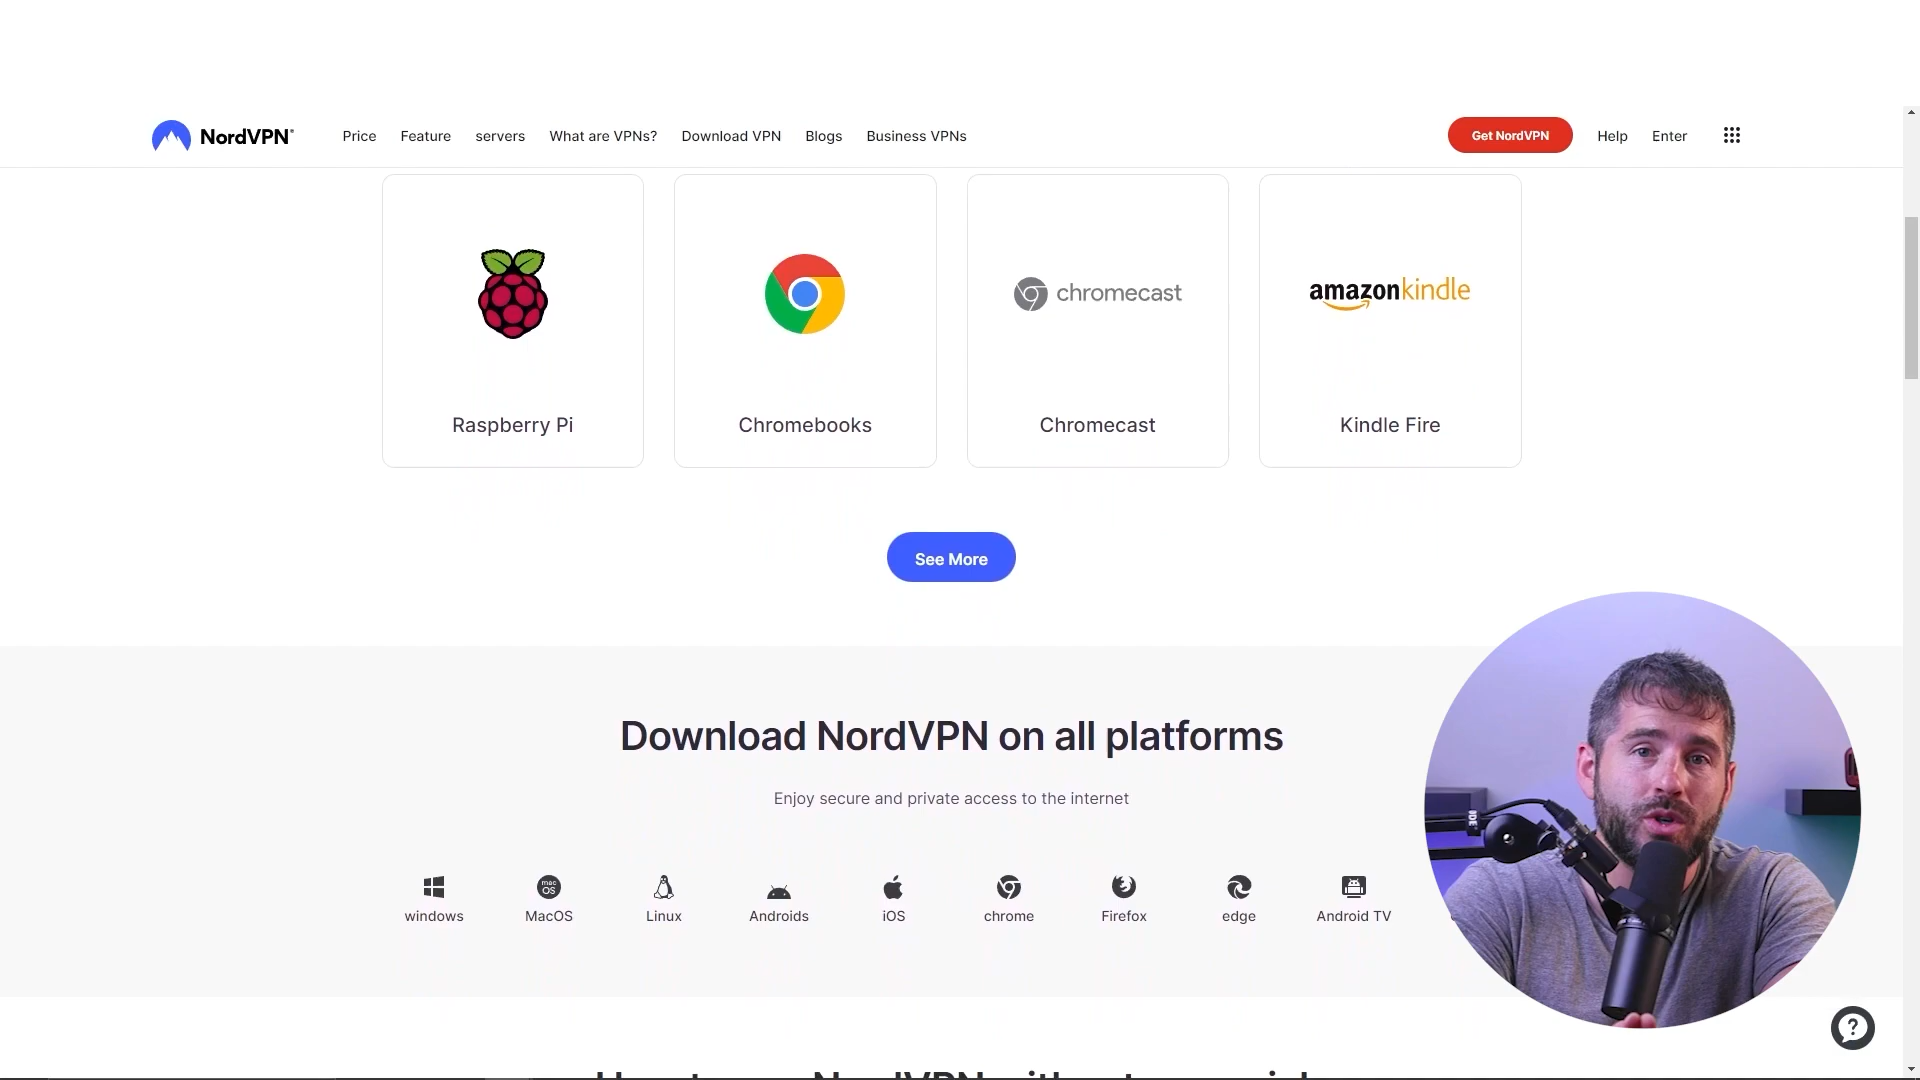 NordVPN®
Price Feature servers What are VPNs? Download VPN Blogs Business VPNs
Get NordVPN Help Enter
chromecast
amazonkindle
Raspberry Pi
Chromebooks
Chromecast
Kindle Fire
See More
Download NordVPN on all platforms
Enjoy secure and private access to the internet
mac OS
windows MacOS Linux Androids iOS chrome Firefox edge Android TV